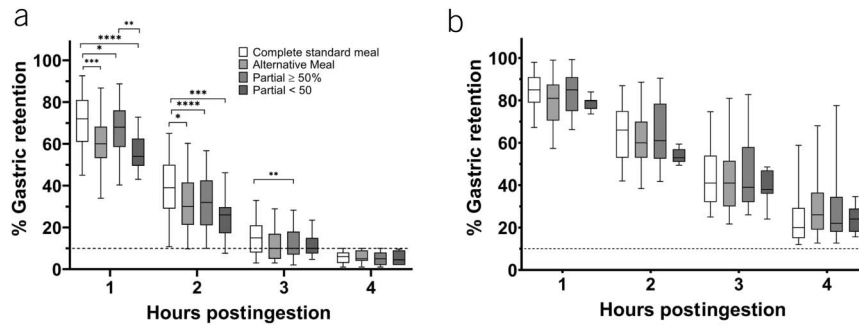 a
% Gastric retention
100
80
60
40
20
0
****
*
***
**
***
****
*
**
Complete standard meal
Alternative Meal
Partial ≥ 50%
Partial < 50
1 2 3 4
Hours postingestion
b
% Gastric retention
100
80
60
40
20
0
1 2 3 4
Hours postingestion